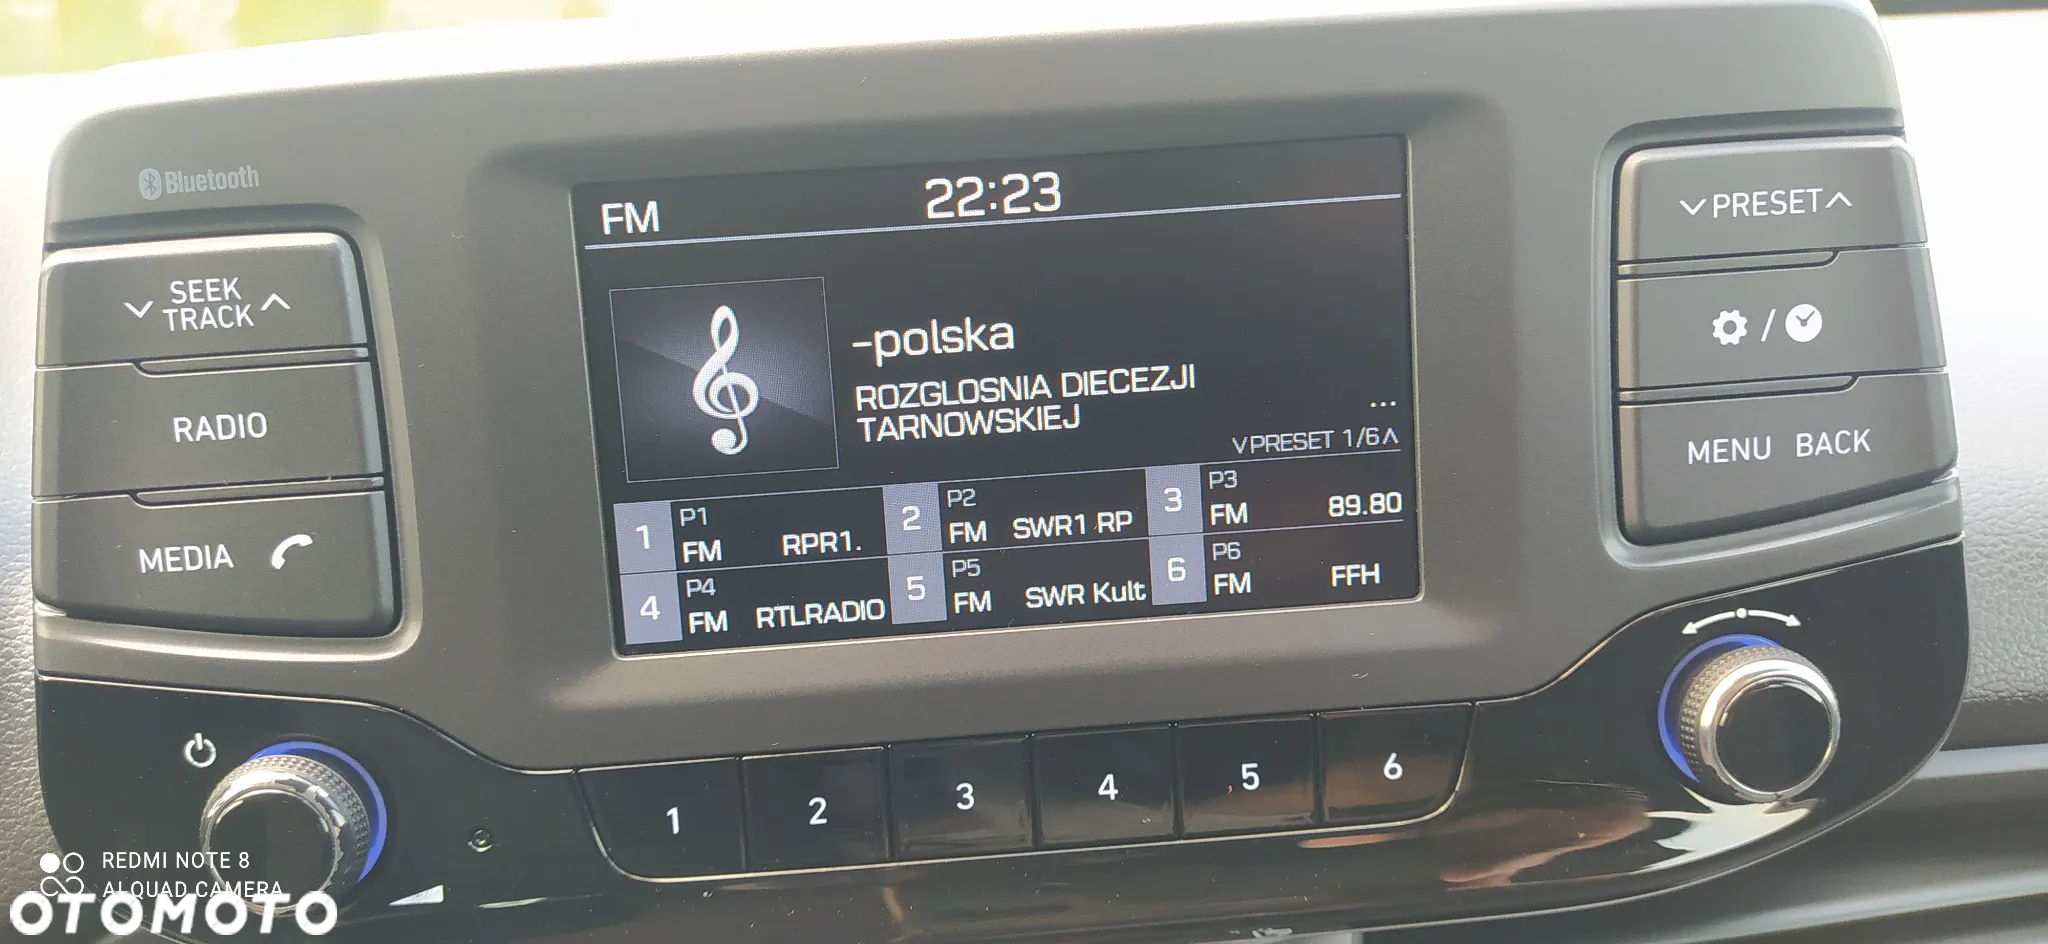 Bluetooth
SEEK
TRACK
RADIO
MEDIA
FM
22:23
-polska
ROZGLOSNIA DIECEZJI
TARNOWSKIEJ
...
PRESET 1/6
1 P1 FM RPR1.
2 P2 FM SWR1 RP
3 P3 FM 89.80
4 P4 FM RTLRADIO
5 P5 FM SWR Kult
6 P6 FM FFH
PRESET
/
MENU BACK
1 2 3 4 5 6
REDMI NOTE 8
AI QUAD CAMERA
OTOMOTO